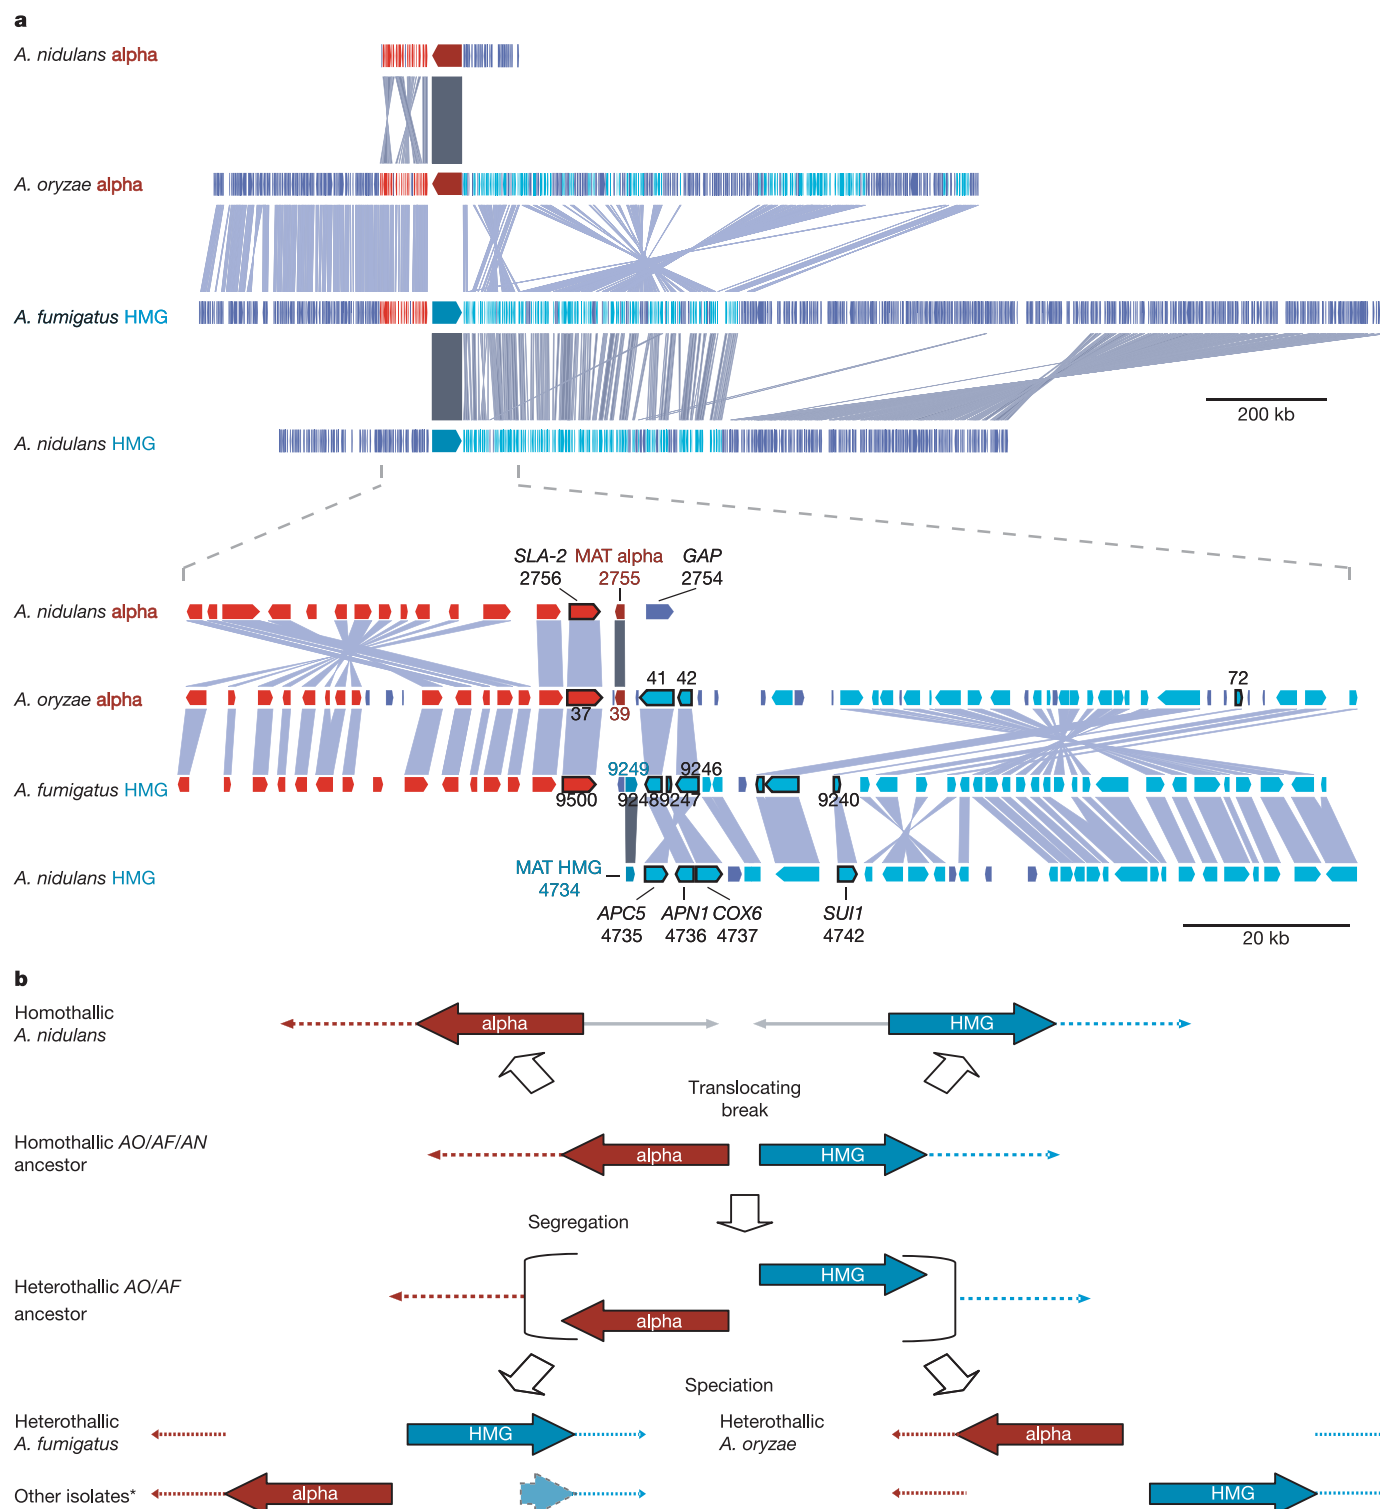 a
A. nidulans alpha
A. oryzae alpha
A. fumigatus HMG
200 kb
A. nidulans HMG
SLA-2 MAT alpha GAP
2756 2755 2754
A. nidulans alpha
41 42 72
A. oryzae alpha
37 39
9249 9246
A. fumigatus HMG
9500 9248 9247 9240
MAT HMG
4734
A. nidulans HMG
APC5 APN1 COX6 SUI1
4735 4736 4737 4742
20 kb
b
Homothallic
A. nidulans
alpha HMG
Translocating
break
Homothallic AO/AF/AN
ancestor
alpha HMG
Segregation
HMG
Heterothallic AO/AF
ancestor
alpha
Speciation
Heterothallic
A. fumigatus
HMG
Heterothallic
A. oryzae
alpha
Other isolates*
alpha HMG